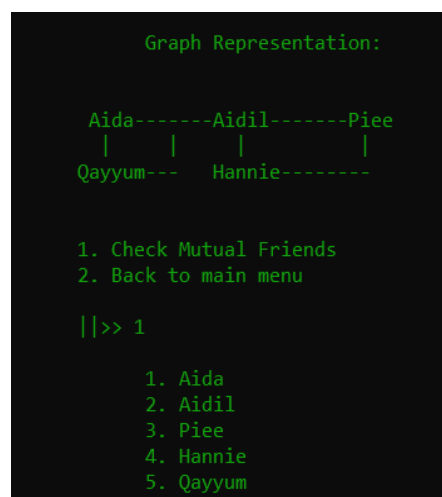 Graph Representation:
Aida-------Aidil-------Piee
|     |     |          |
Qayyum---   Hannie--------
1. Check Mutual Friends
2. Back to main menu
||>> 1
1. Aida
2. Aidil
3. Piee
4. Hannie
5. Qayyum